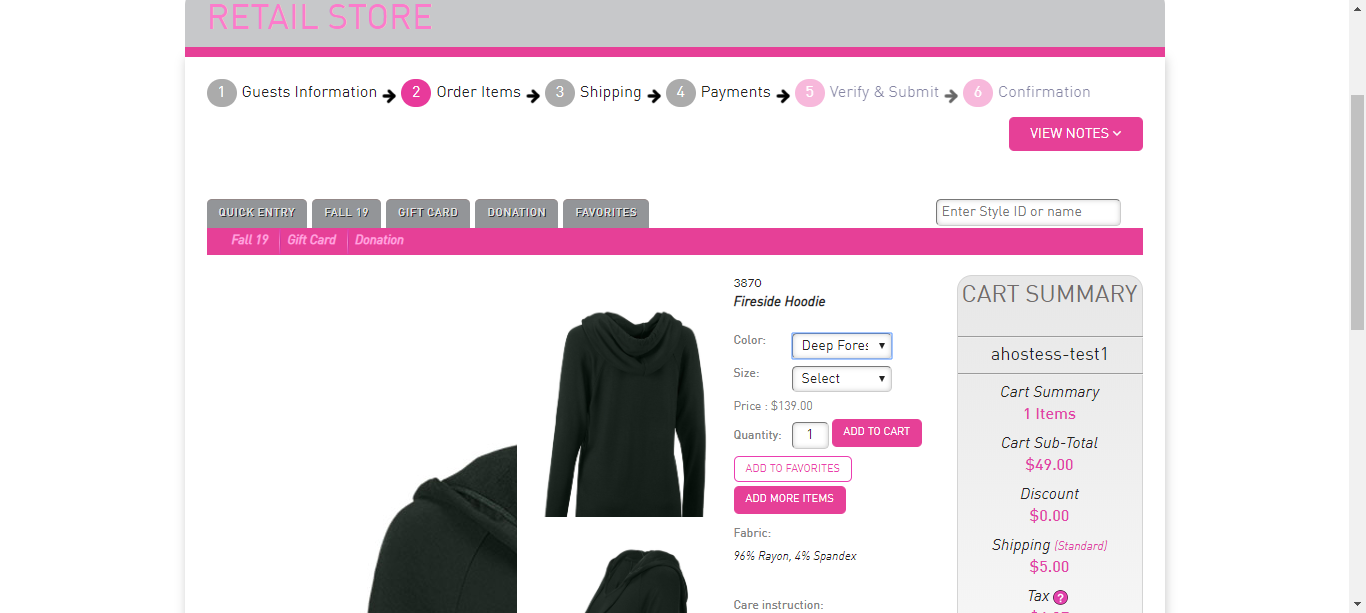 RETAIL STORE
1 Guests Information 2 Order Items 3 Shipping 4 Payments 5 Verify & Submit 6 Confirmation
VIEW NOTES
QUICK ENTRY FALL 19 GIFT CARD DONATION FAVORITES
Enter Style ID or name
Fall 19 Gift Card Donation
3870
Fireside Hoodie
Color: Deep Fores
Size: Select
Price : $139.00
Quantity: 1 ADD TO CART
ADD TO FAVORITES
ADD MORE ITEMS
Fabric:
96% Rayon, 4% Spandex
Care instruction:
CART SUMMARY
ahostess-test1
Cart Summary
1 Items
Cart Sub-Total
$49.00
Discount
$0.00
Shipping (Standard)
$5.00
Tax ?